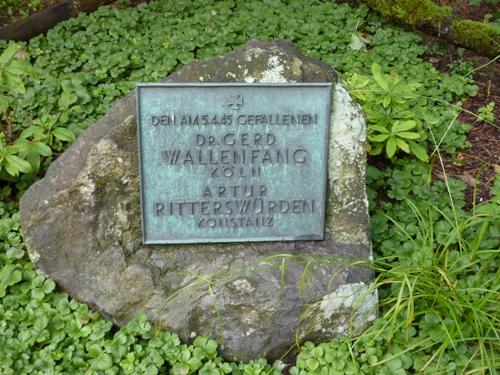 DEN AM 5.4.45 GEFALLENEN
DR. GERD
WALLENFANG
KÖLN
ARTUR
RITTERSWÜRDEN
KONSTANZ